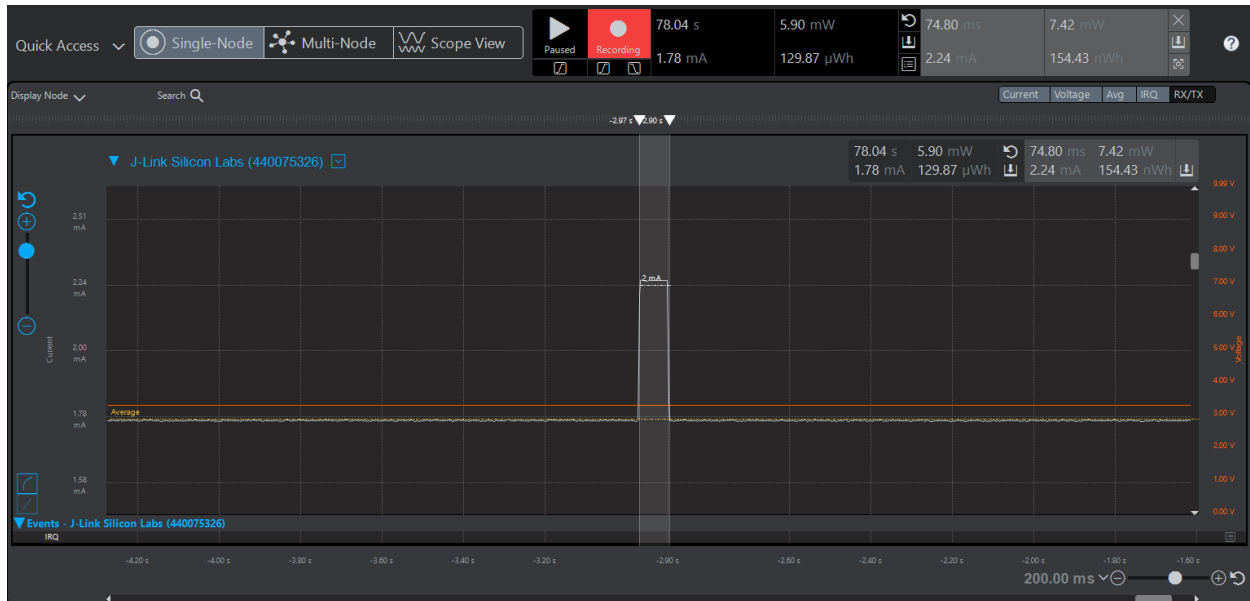 Quick Access
Single-Node
Multi-Node
Scope View
Paused
Recording
78.04 s
5.90 mW
1.78 mA
129.87 μWh
74.80 ms
7.42 mW
2.24 mA
154.43 nWh
Display Node
Search
Current
Voltage
Avg
IRQ
RX/TX
-2.97 s
-2.90 s
J-Link Silicon Labs (440075326)
78.04 s 5.90 mW
1.78 mA 129.87 μWh
74.80 ms 7.42 mW
2.24 mA 154.43 nWh
2.51
mA
2.24
mA
2.00
mA
1.78
mA
1.58
mA
Current
Average
2 mA
9.99 V
9.00 V
8.00 V
7.00 V
6.00 V
5.00 V
4.00 V
3.00 V
2.00 V
1.00 V
0.00 V
Voltage
Events - J-Link Silicon Labs (440075326)
IRQ
-4.20 s
-4.00 s
-3.80 s
-3.60 s
-3.40 s
-3.20 s
-2.90 s
-2.60 s
-2.40 s
-2.20 s
-2.00 s
-1.80 s
-1.60 s
200.00 ms